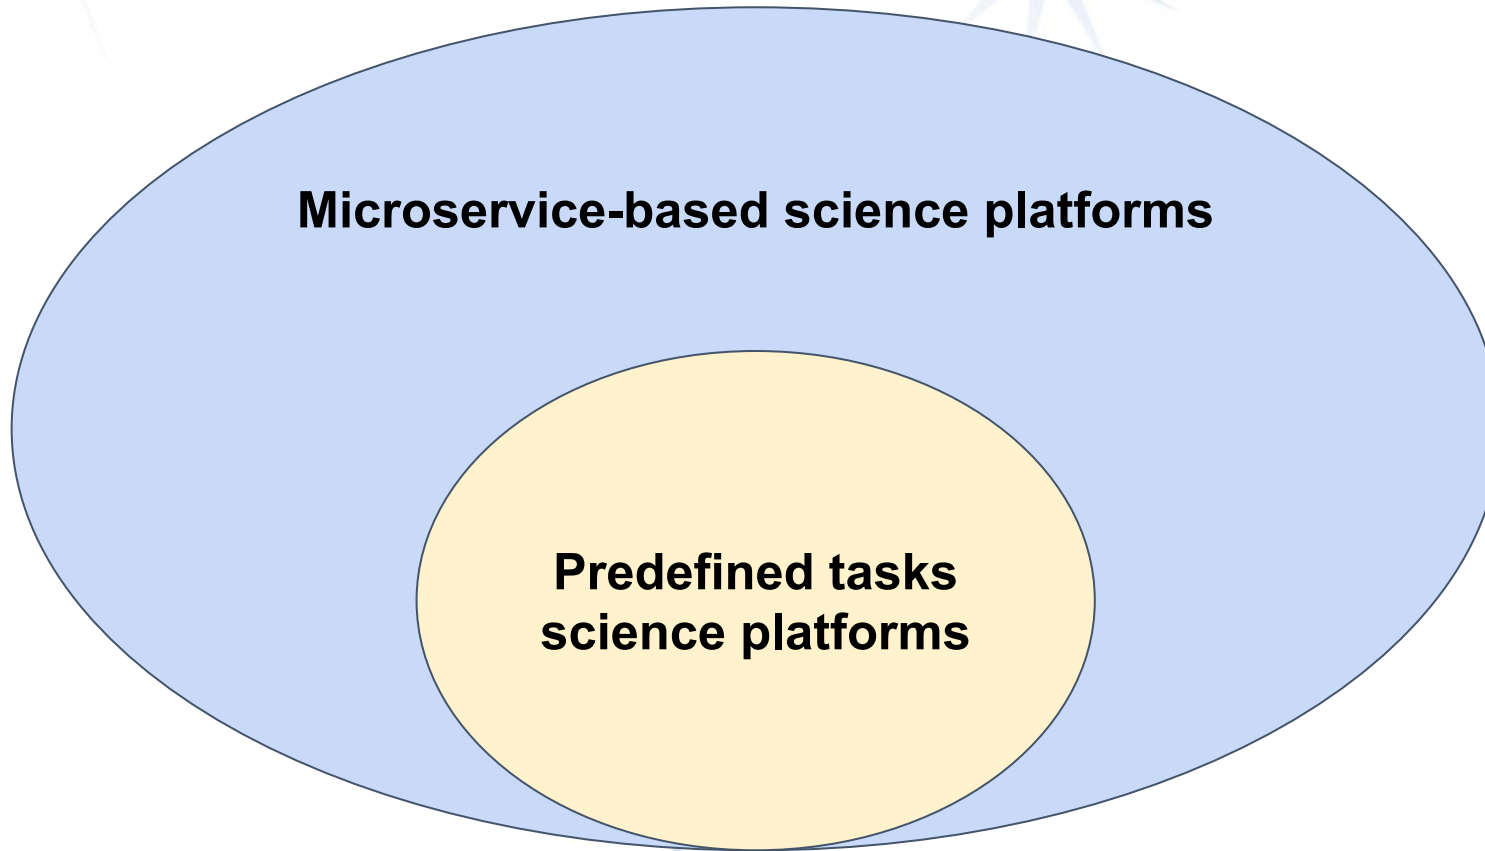 Microservice-based science platforms
Predefined tasks
science platforms